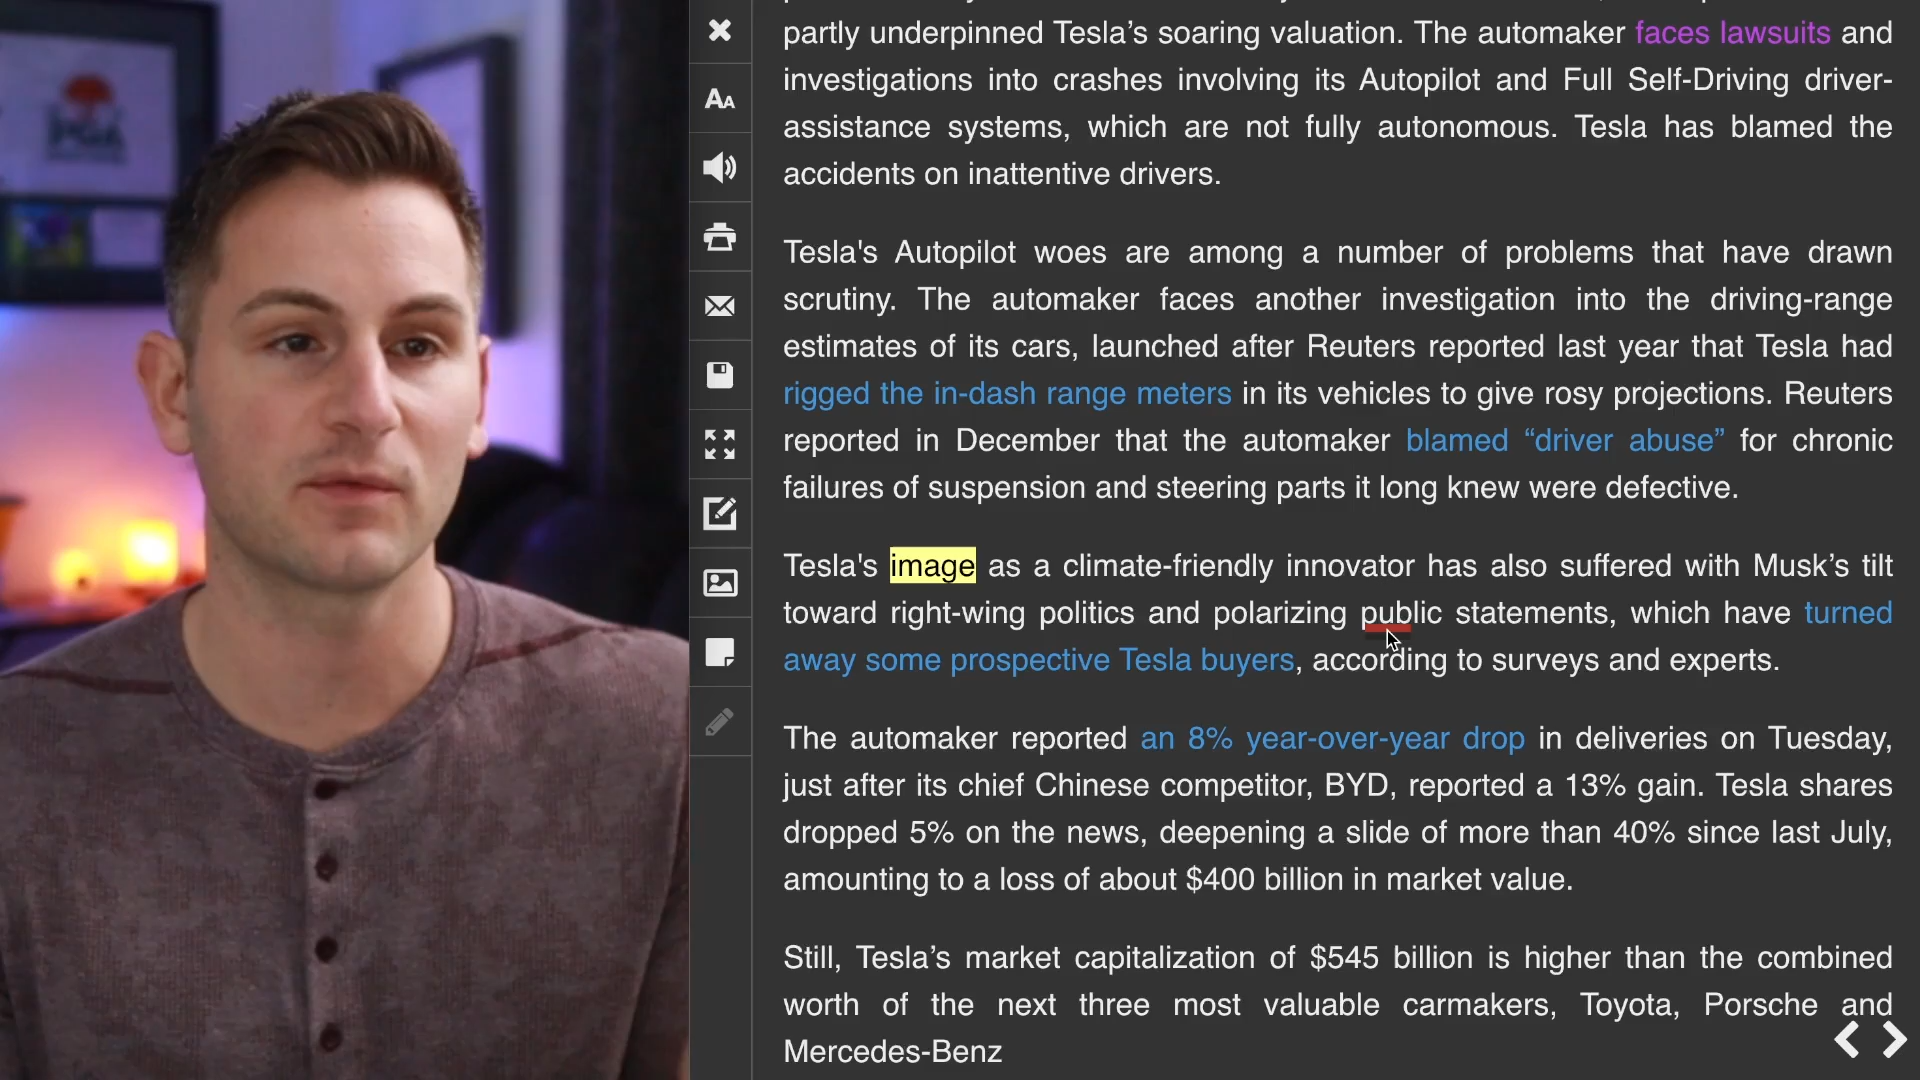 PGA
AA
partly underpinned Tesla’s soaring valuation. The automaker faces lawsuits and
investigations into crashes involving its Autopilot and Full Self-Driving driver-
assistance systems, which are not fully autonomous. Tesla has blamed the
accidents on inattentive drivers.
Tesla's Autopilot woes are among a number of problems that have drawn
scrutiny. The automaker faces another investigation into the driving-range
estimates of its cars, launched after Reuters reported last year that Tesla had
rigged the in-dash range meters in its vehicles to give rosy projections. Reuters
reported in December that the automaker blamed “driver abuse” for chronic
failures of suspension and steering parts it long knew were defective.
Tesla's image as a climate-friendly innovator has also suffered with Musk’s tilt
toward right-wing politics and polarizing public statements, which have turned
away some prospective Tesla buyers, according to surveys and experts.
The automaker reported an 8% year-over-year drop in deliveries on Tuesday,
just after its chief Chinese competitor, BYD, reported a 13% gain. Tesla shares
dropped 5% on the news, deepening a slide of more than 40% since last July,
amounting to a loss of about $400 billion in market value.
Still, Tesla’s market capitalization of $545 billion is higher than the combined
worth of the next three most valuable carmakers, Toyota, Porsche and
Mercedes-Benz